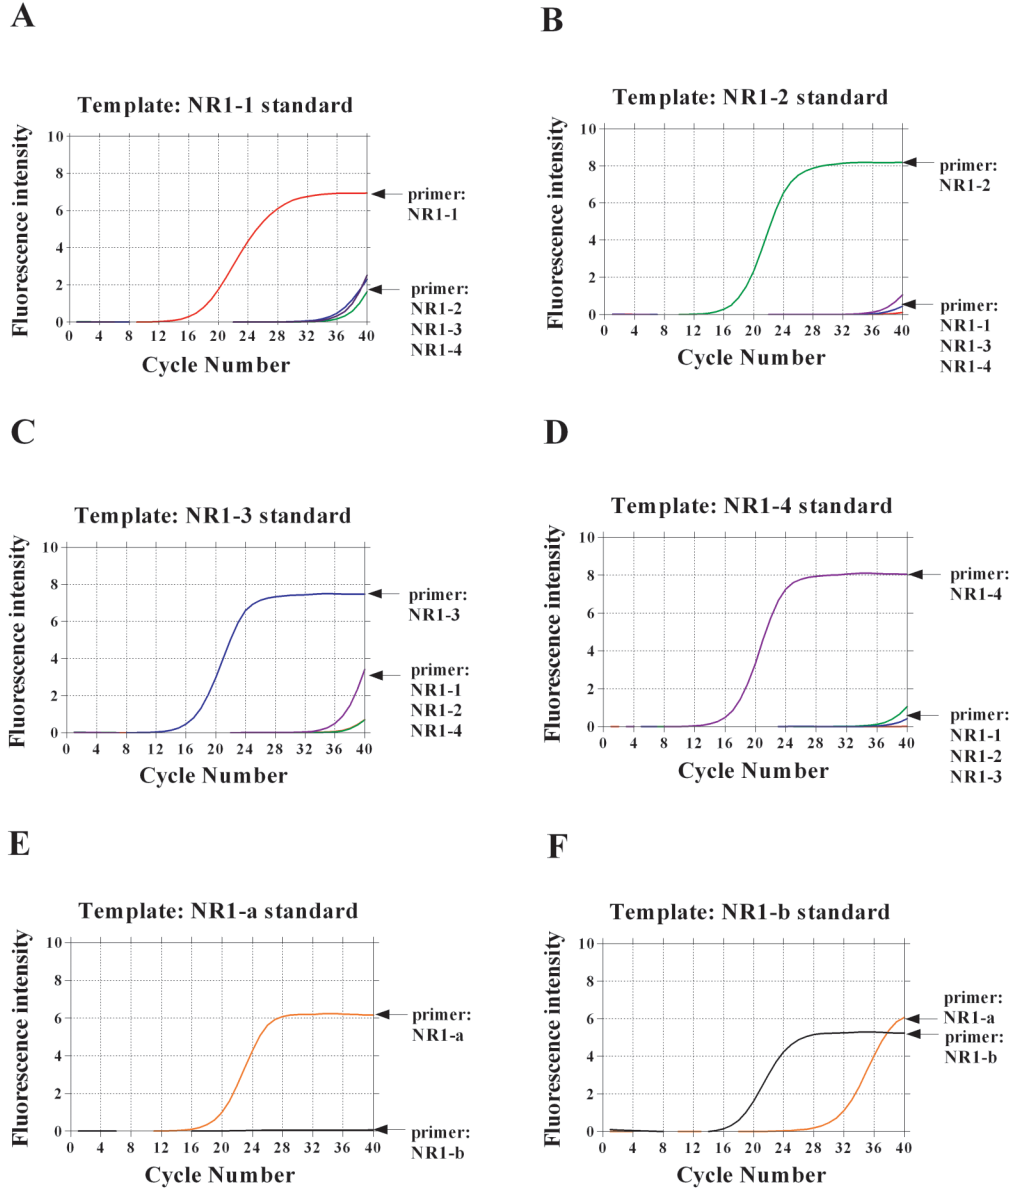 A
Template: NR1-1 standard
Fluorescence intensity
10
8
6
4
2
0
0 4 8 12 16 20 24 28 32 36 40
Cycle Number
primer:
NR1-1
primer:
NR1-2
NR1-3
NR1-4
B
Template: NR1-2 standard
Fluorescence intensity
10
8
6
4
2
0
0 4 8 12 16 20 24 28 32 36 40
Cycle Number
primer:
NR1-2
primer:
NR1-1
NR1-3
NR1-4
C
Template: NR1-3 standard
Fluorescence intensity
10
8
6
4
2
0
0 4 8 12 16 20 24 28 32 36 40
Cycle Number
primer:
NR1-3
primer:
NR1-1
NR1-2
NR1-4
D
Template: NR1-4 standard
Fluorescence intensity
10
8
6
4
2
0
0 4 8 12 16 20 24 28 32 36 40
Cycle Number
primer:
NR1-4
primer:
NR1-1
NR1-2
NR1-3
E
Template: NR1-a standard
Fluorescence intensity
10
8
6
4
2
0
0 4 8 12 16 20 24 28 32 36 40
Cycle Number
primer:
NR1-a
primer:
NR1-b
F
Template: NR1-b standard
Fluorescence intensity
10
8
6
4
2
0
0 4 8 12 16 20 24 28 32 36 40
Cycle Number
primer:
NR1-a
primer:
NR1-b